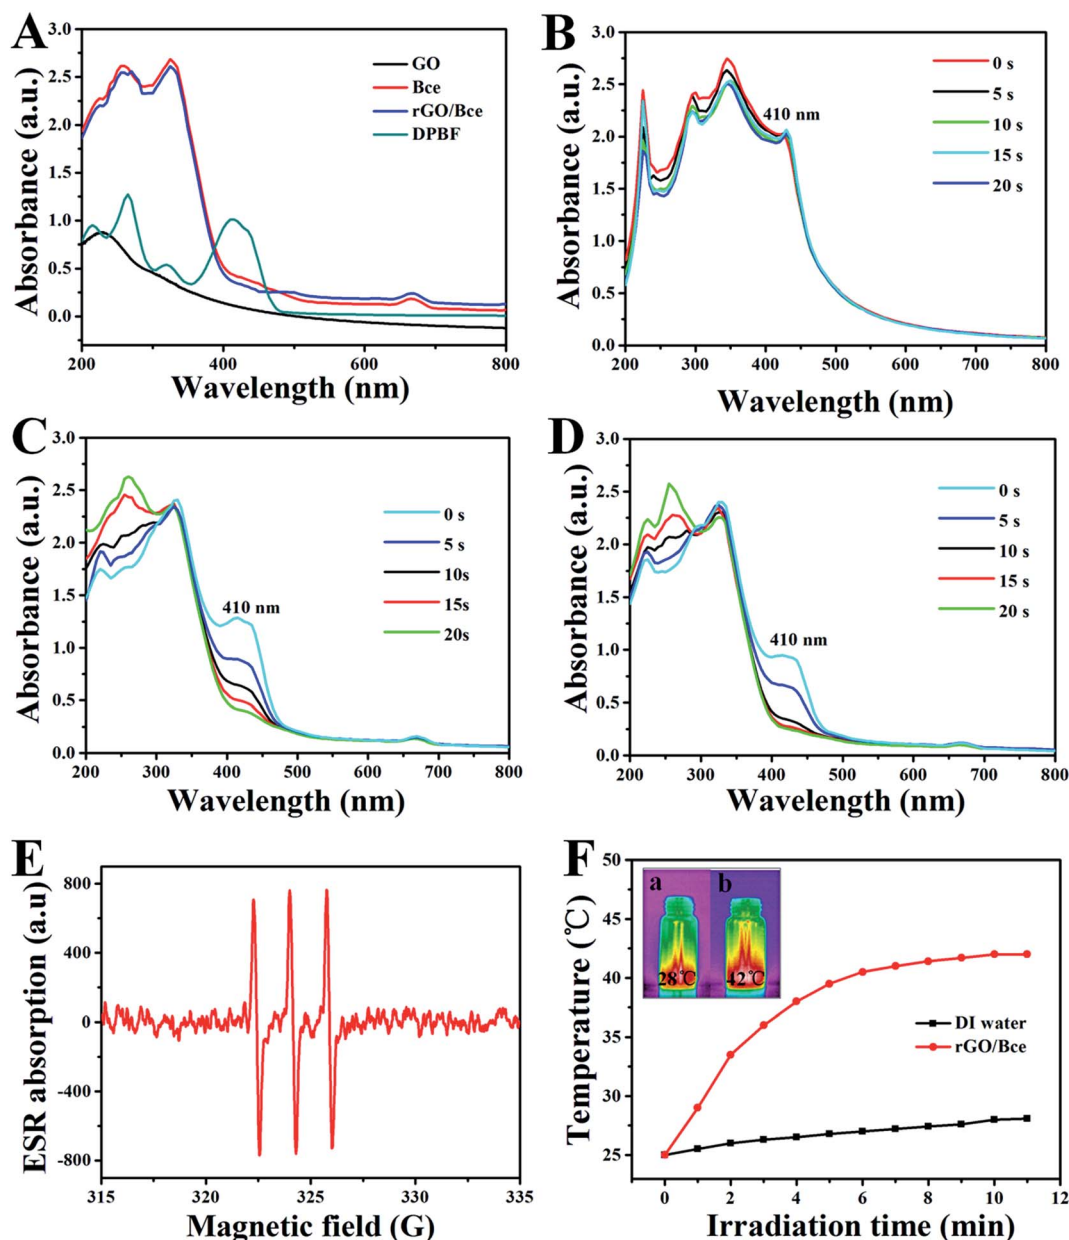 A
Absorbance (a.u.)
3.0
2.5
2.0
1.5
1.0
0.5
0.0
GO
Bce
rGO/Bce
DPBF
200 400 600 800
Wavelength (nm)
B
Absorbance (a.u.)
3.0
2.5
2.0
1.5
1.0
0.5
0.0
410 nm
0 s
5 s
10 s
15 s
20 s
200 300 400 500 600 700 800
Wavelength (nm)
C
Absorbance (a.u.)
3.0
2.5
2.0
1.5
1.0
0.5
0.0
410 nm
0 s
5 s
10s
15s
20s
200 300 400 500 600 700 800
Wavelength (nm)
D
Absorbance (a.u.)
3.0
2.5
2.0
1.5
1.0
0.5
0.0
410 nm
0 s
5 s
10 s
15 s
20 s
200 300 400 500 600 700 800
Wavelength (nm)
E
ESR absorption (a.u)
800
400
0
-400
-800
315 320 325 330 335
Magnetic field (G)
F
Temperature (℃)
50
45
40
35
30
25
a b
28℃ 42℃
DI water
rGO/Bce
0 2 4 6 8 10 12
Irradiation time (min)